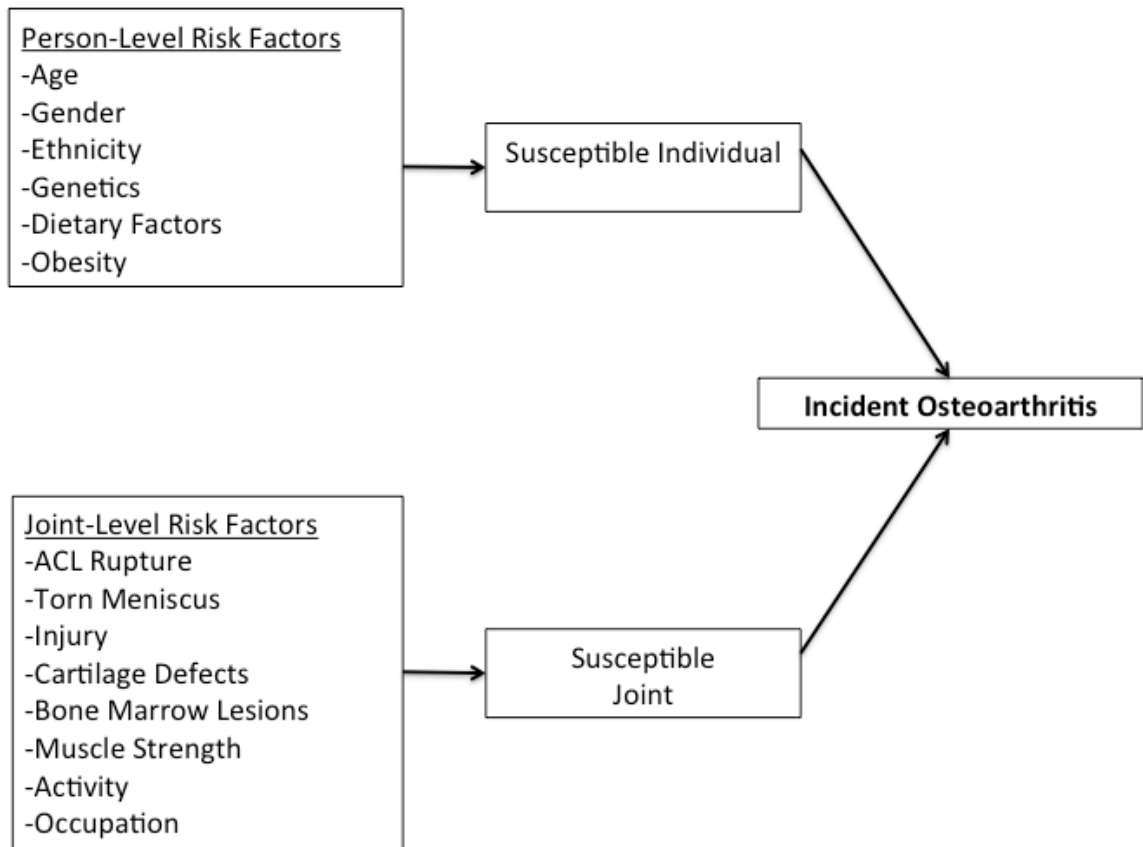 Person-Level Risk Factors
-Age
-Gender
-Ethnicity
-Genetics
-Dietary Factors
-Obesity
Susceptible Individual
Incident Osteoarthritis
Joint-Level Risk Factors
-ACL Rupture
-Torn Meniscus
-Injury
-Cartilage Defects
-Bone Marrow Lesions
-Muscle Strength
-Activity
-Occupation
Susceptible
Joint